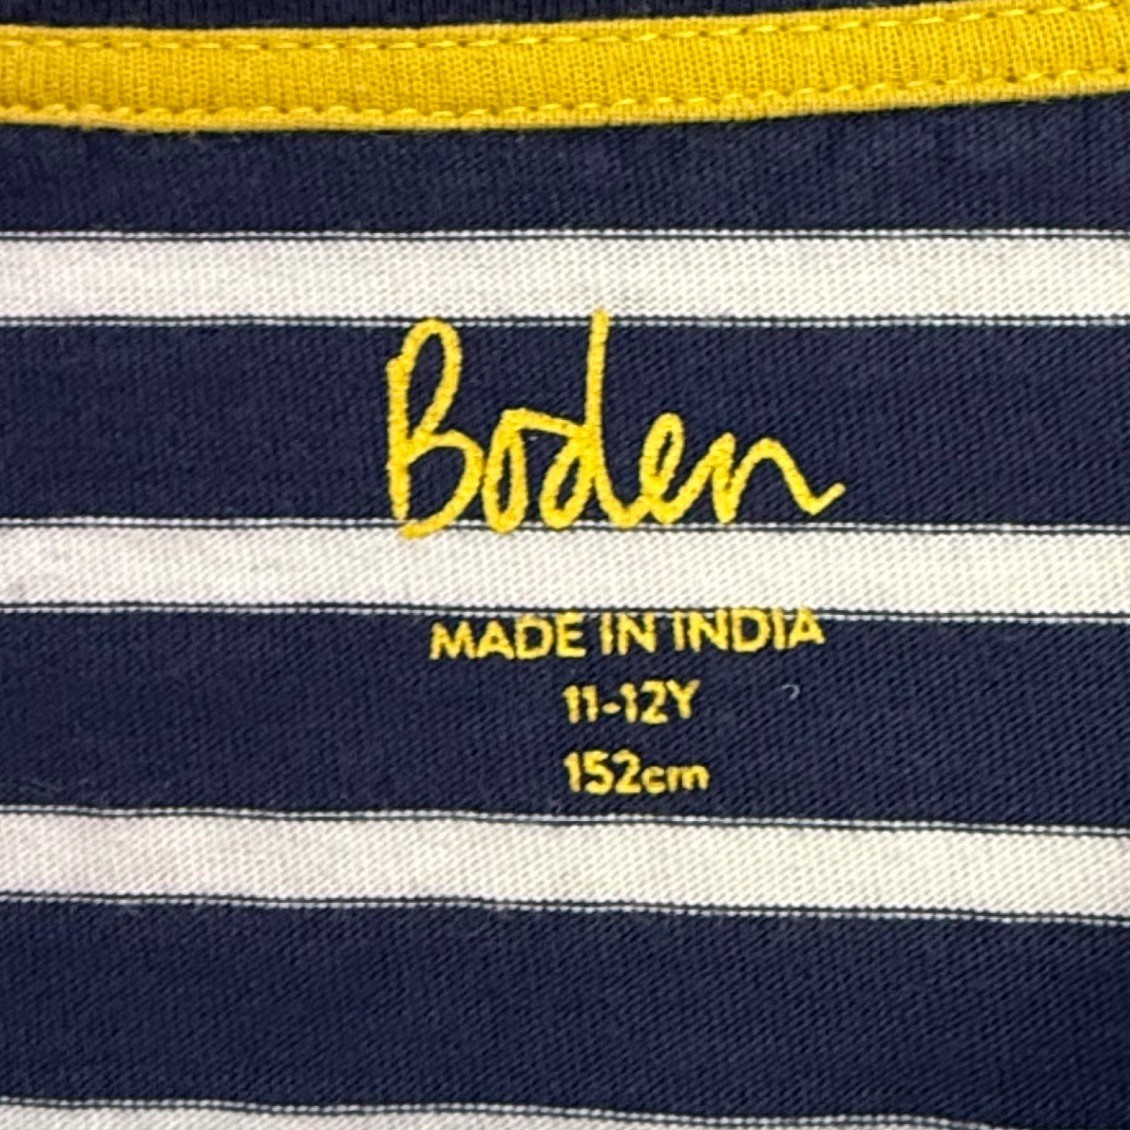 Boden
MADE IN INDIA
11-12Y
152cm